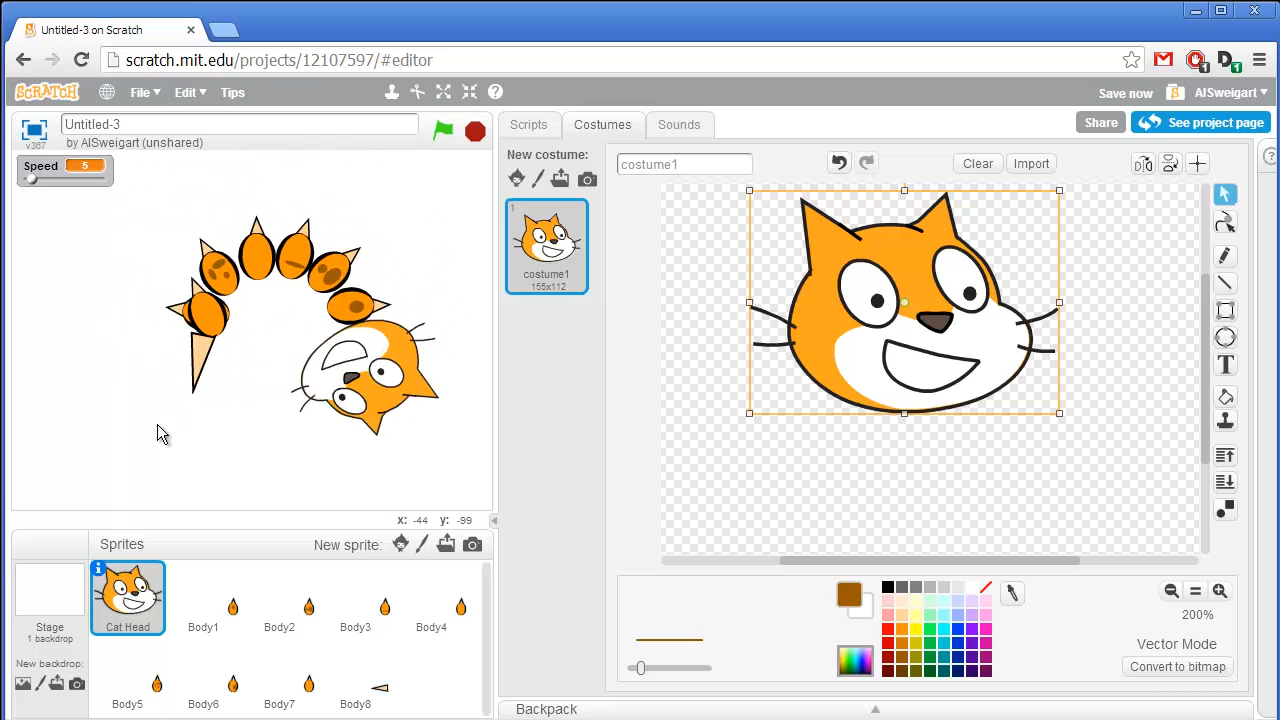 Untitled-3 on Scratch
scratch.mit.edu/projects/12107597/#editor
SCRATCH File Edit Tips Save now AlSweigart
v387 Untitled-3
by AlSweigart (unshared)
Scripts Costumes Sounds Share See project page
Speed 5
New costume:
costume1 Clear Import
1
costume1
155x112
x: -44 y: -99
Sprites New sprite:
Stage
1 backdrop
New backdrop:
Cat Head Body1 Body2 Body3 Body4
Body5 Body6 Body7 Body8
200%
Vector Mode
Convert to bitmap
Backpack